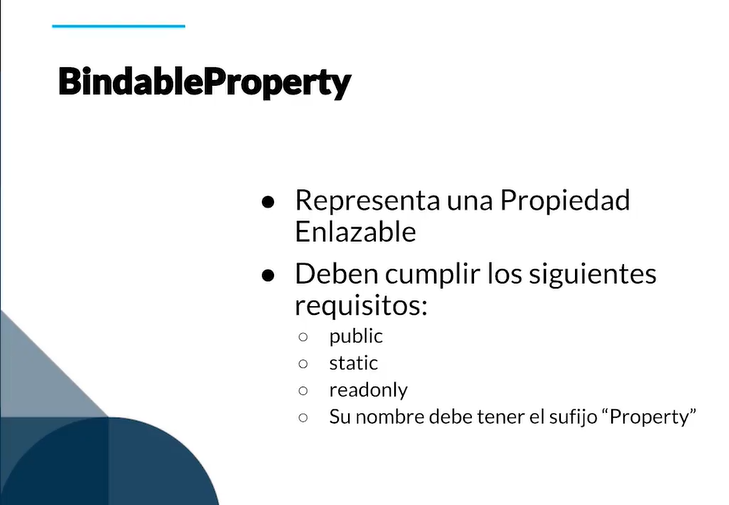 BindableProperty
● Representa una Propiedad
Enlazable
● Deben cumplir los siguientes
requisitos:
○ public
○ static
○ readonly
○ Su nombre debe tener el sufijo “Property”